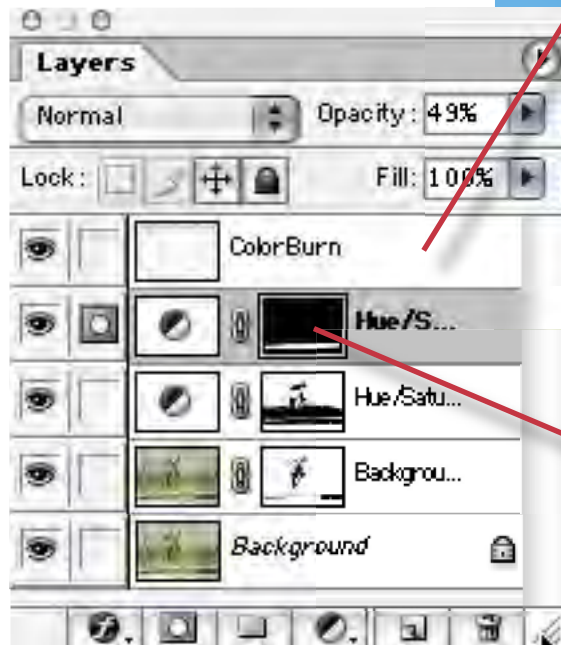 Layers
Normal Opacity: 49%
Lock: Fill: 100%
ColorBurn
Hue/S...
Hue/Satu...
Backgrou...
Background